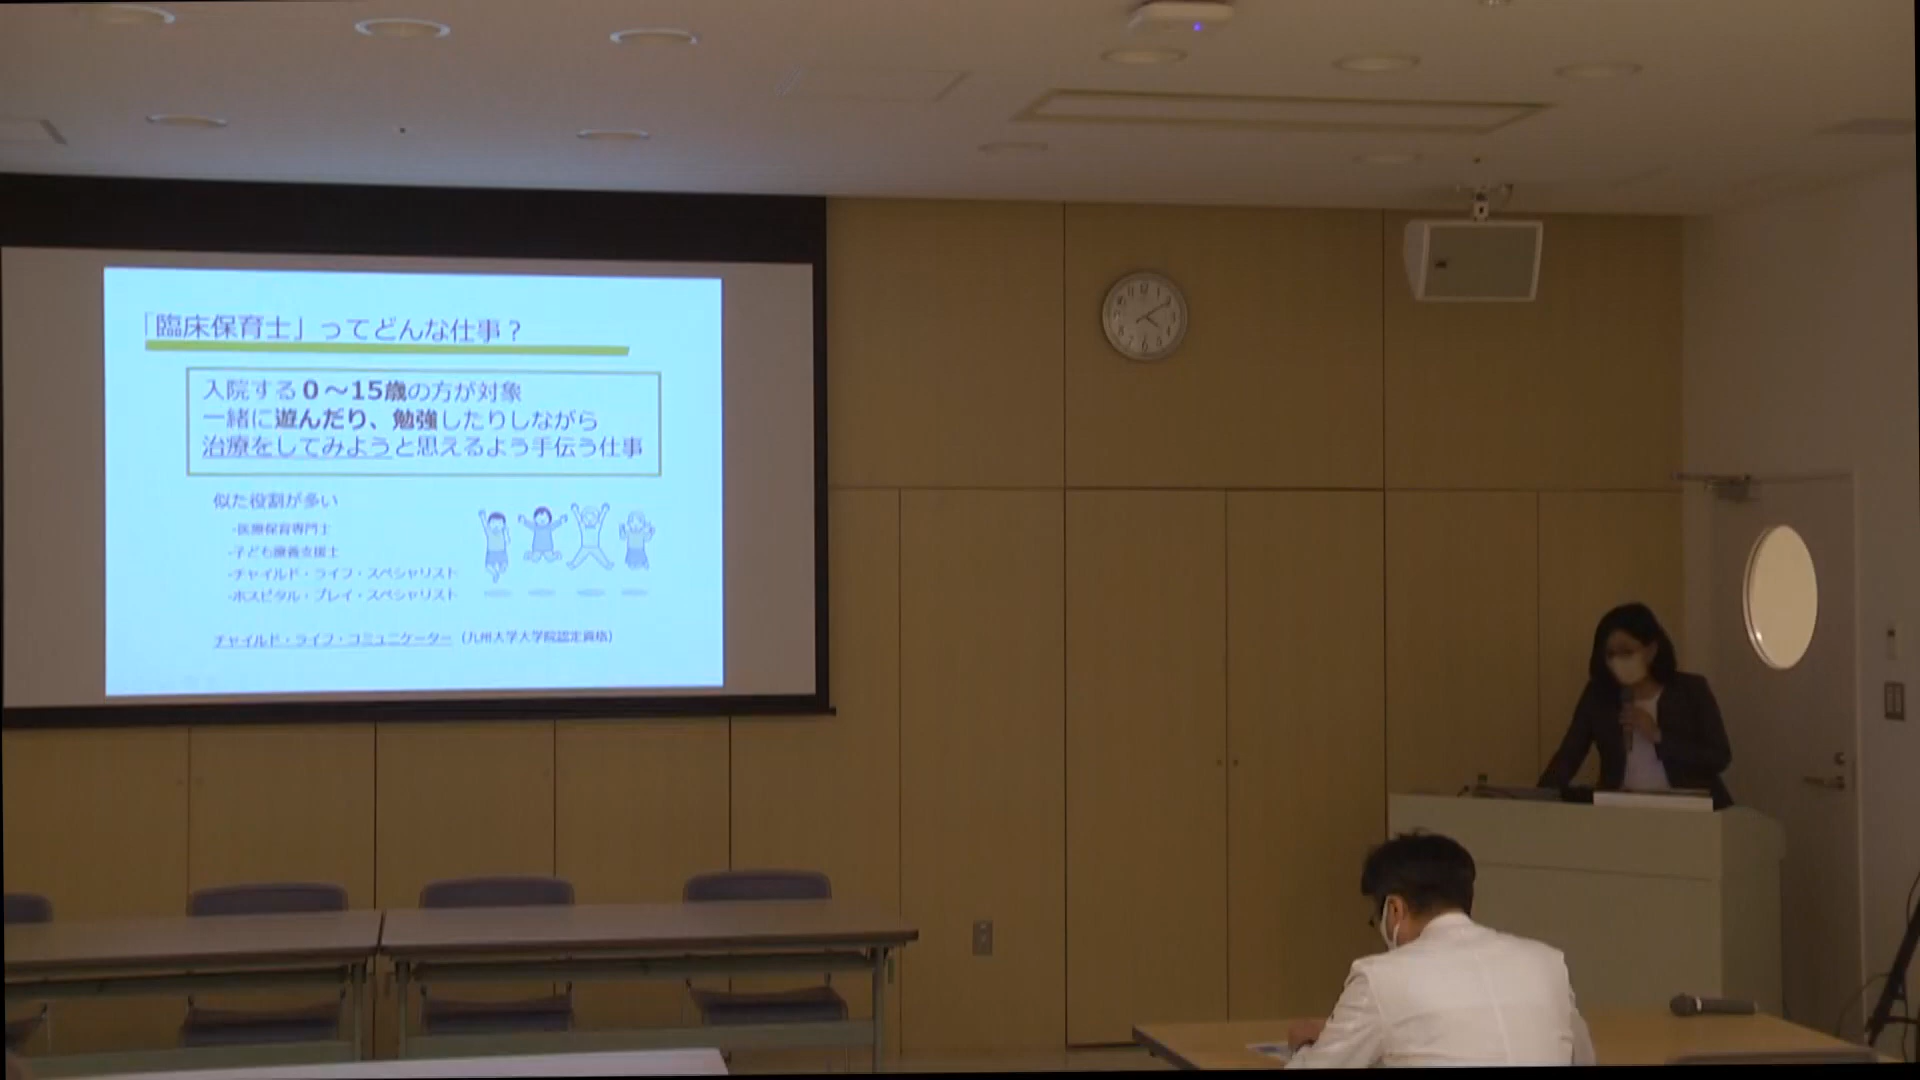 「臨床保育士」ってどんな仕事？
入院する０～15歳の方が対象
一緒に遊んだり、勉強したりしながら
治療をしてみようと思えるよう手伝う仕事
似た役割が多い
-医療保育専門士
-子ども療養支援士
-チャイルド・ライフ・スペシャリスト
-ホスピタル・プレイ・スペシャリスト
チャイルド・ライフ・コミュニケーター（九州大学大学院認定資格）